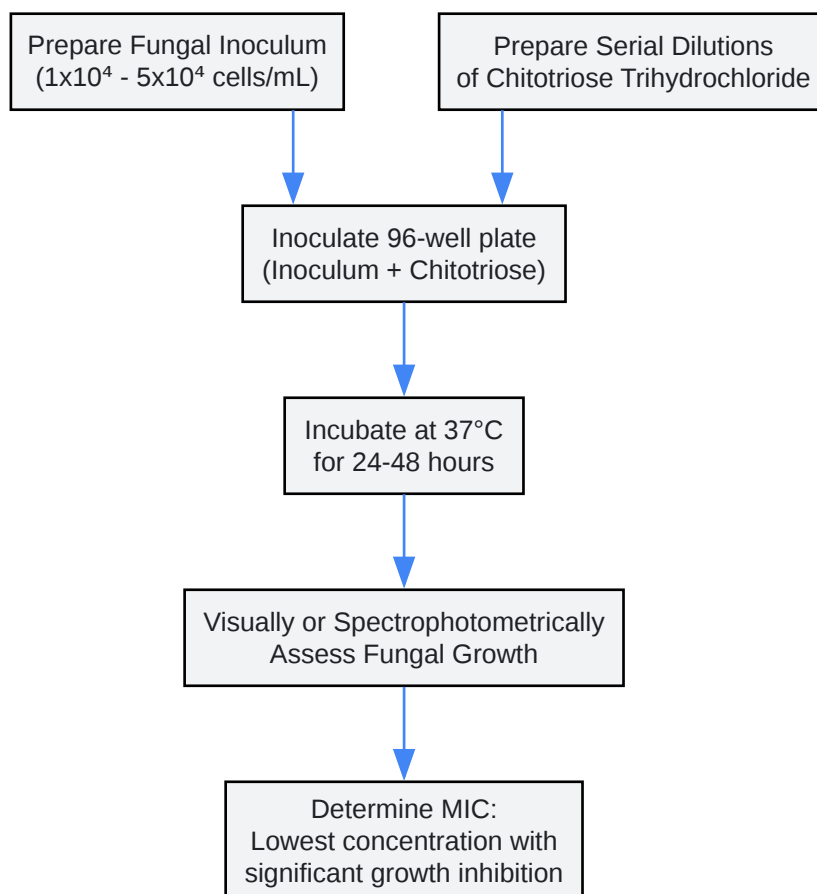 Prepare Fungal Inoculum
(1x10⁴ - 5x10⁴ cells/mL)
Prepare Serial Dilutions
of Chitotriose Trihydrochloride
Inoculate 96-well plate
(Inoculum + Chitotriose)
Incubate at 37°C
for 24-48 hours
Visually or Spectrophotometrically
Assess Fungal Growth
Determine MIC:
Lowest concentration with
significant growth inhibition